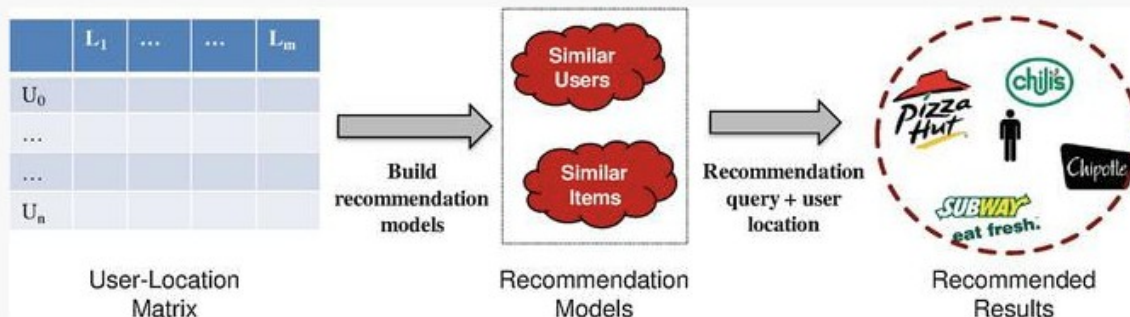 L1 … … Lm
U0
…
…
Un
User-Location
Matrix
Build
recommendation
models
Similar
Users
Similar
Items
Recommendation
Models
Recommendation
query + user
location
Pizza
Hut
chili's
Chipotle
SUBWAY
eat fresh.
Recommended
Results